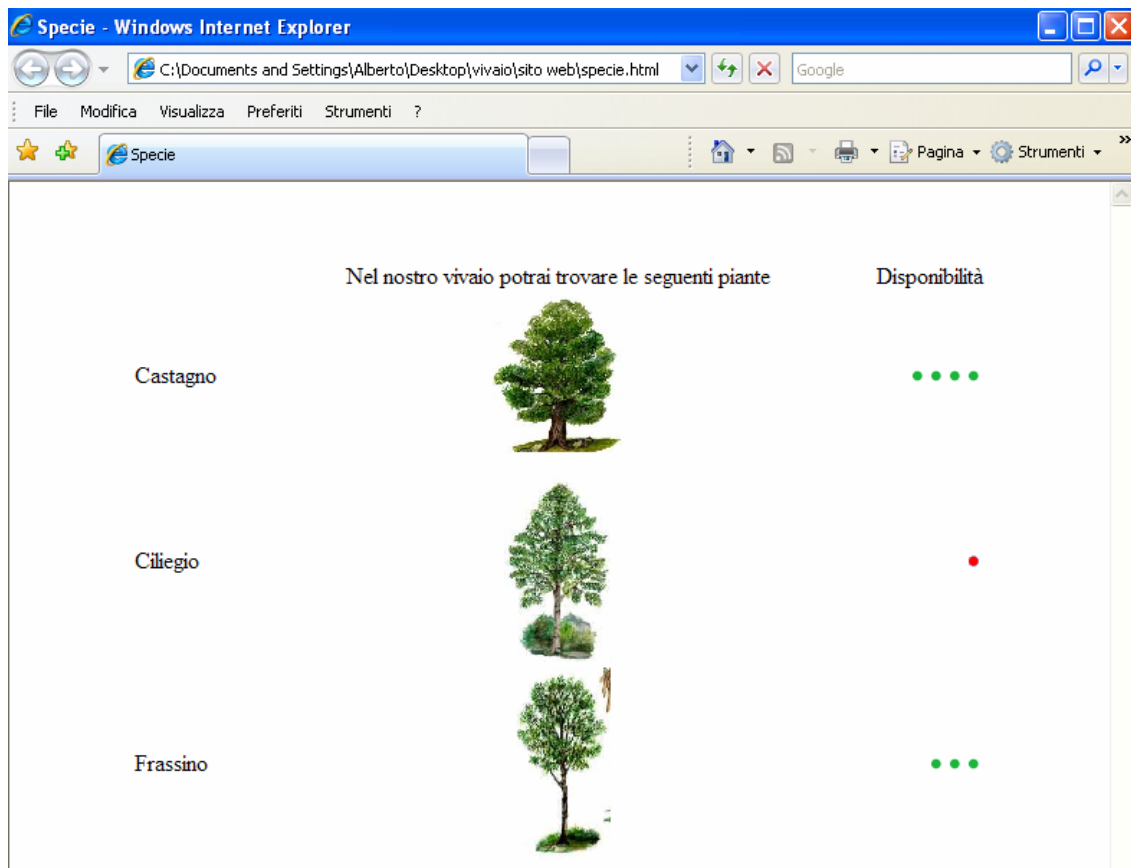 Specie - Windows Internet Explorer
C:\Documents and Settings\Alberto\Desktop\vivaio\sito web\specie.html
Google
File Modifica Visualizza Preferiti Strumenti ?
Specie
Pagina
Strumenti
»
Nel nostro vivaio potrai trovare le seguenti piante
Disponibilità
Castagno
Ciliegio
Frassino